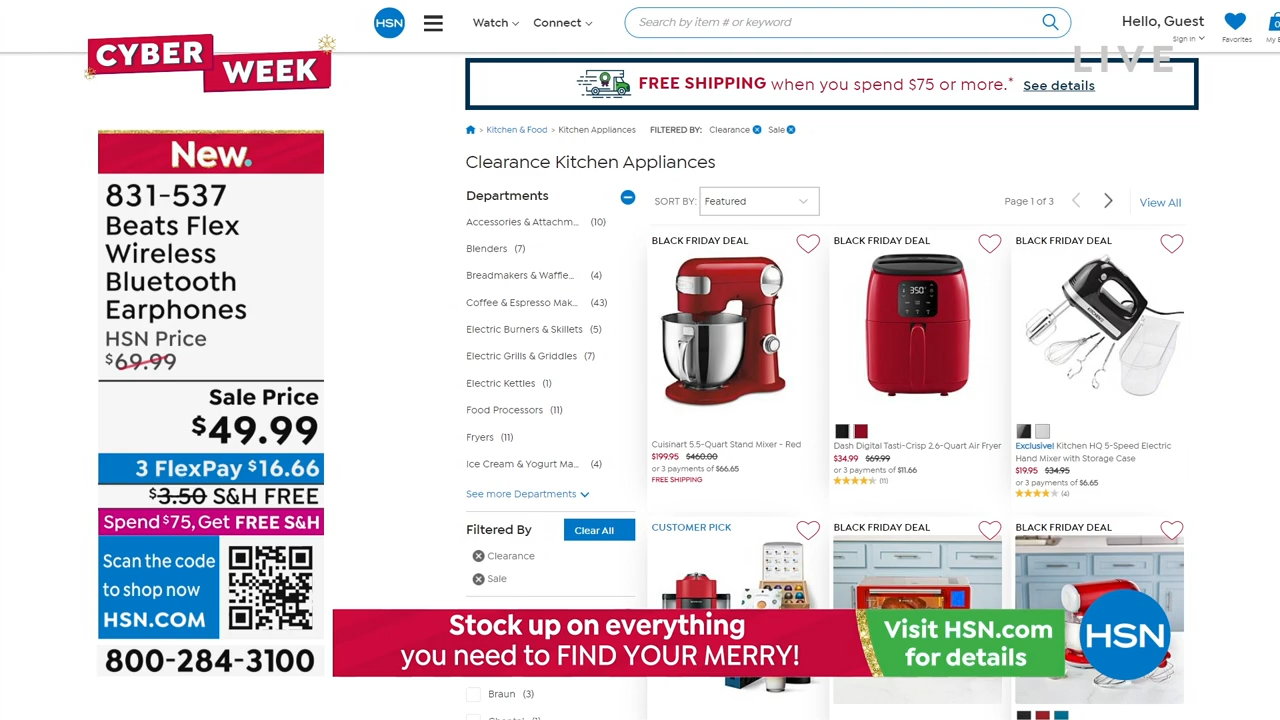 HSN
Watch
Connect
Search by item # or keyword
Hello, Guest
Sign In
Favorites
LIVE
CYBER
WEEK
FREE SHIPPING when you spend $75 or more.* See details
> Kitchen & Food > Kitchen Appliances FILTERED BY: Clearance Sale
Clearance Kitchen Appliances
New.
831-537
Beats Flex
Wireless
Bluetooth
Earphones
HSN Price
$69.99
Sale Price
$49.99
3 FlexPay $16.66
$3.50 S&H FREE
Spend $75, Get FREE S&H
Scan the code
to shop now
HSN.COM
800-284-3100
Departments
Accessories & Attachm... (10)
Blenders (7)
Breadmakers & Waffle... (4)
Coffee & Espresso Mak... (43)
Electric Burners & Skillets (5)
Electric Grills & Griddles (7)
Electric Kettles (1)
Food Processors (11)
Fryers (11)
Ice Cream & Yogurt Ma... (4)
See more Departments
Filtered By
Clear All
Clearance
Sale
Braun (3)
SORT BY: Featured
Page 1 of 3
View All
BLACK FRIDAY DEAL
Cuisinart 5.5-Quart Stand Mixer - Red
$199.95 $460.00
or 3 payments of $66.65
FREE SHIPPING
BLACK FRIDAY DEAL
350°
Dash Digital Tasti-Crisp 2.6-Quart Air Fryer
$34.99 $69.99
or 3 payments of $11.66
(11)
BLACK FRIDAY DEAL
Exclusive! Kitchen HQ 5-Speed Electric
Hand Mixer with Storage Case
$19.95 $34.95
or 3 payments of $6.65
(4)
CUSTOMER PICK
BLACK FRIDAY DEAL
BLACK FRIDAY DEAL
Stock up on everything
you need to FIND YOUR MERRY!
Visit HSN.com
for details
HSN